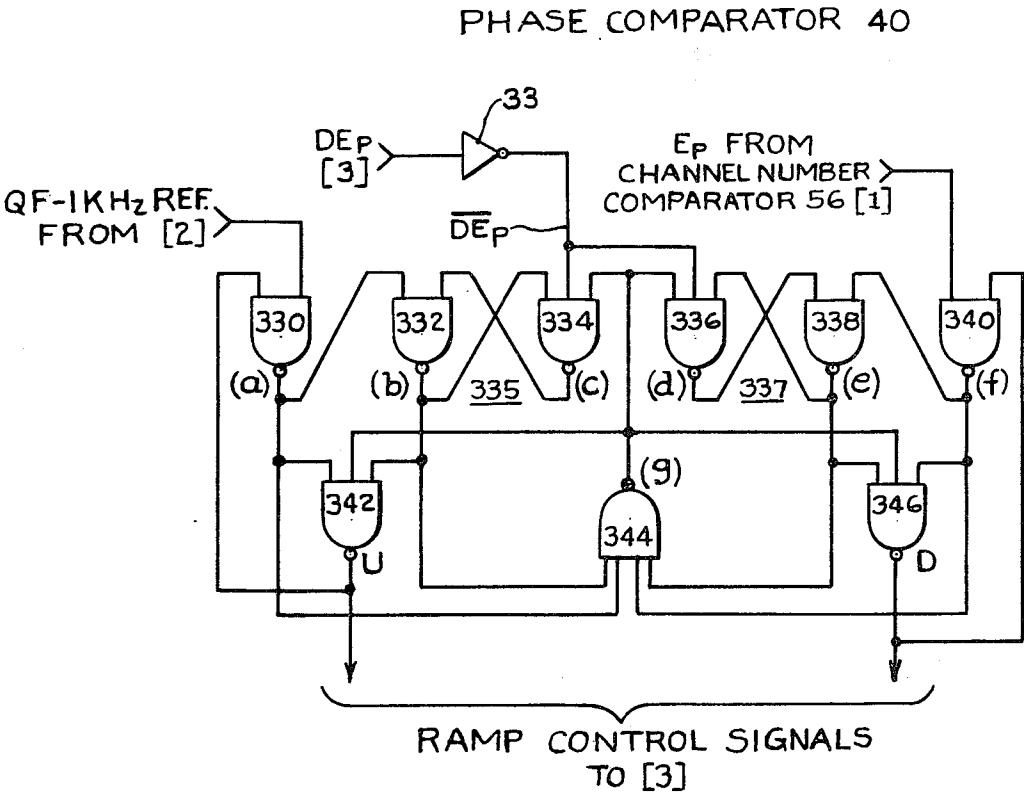 PHASE COMPARATOR 40
33
DEP
[3]
EP FROM
CHANNEL NUMBER
COMPARATOR 56 [1]
QF-1KHz REF.
FROM [2]
DEP
330
332
334
336
338
340
(a)
(b)
335
(c)
(d)
337
(e)
(f)
(g)
342
344
346
U
D
RAMP CONTROL SIGNALS
TO [3]